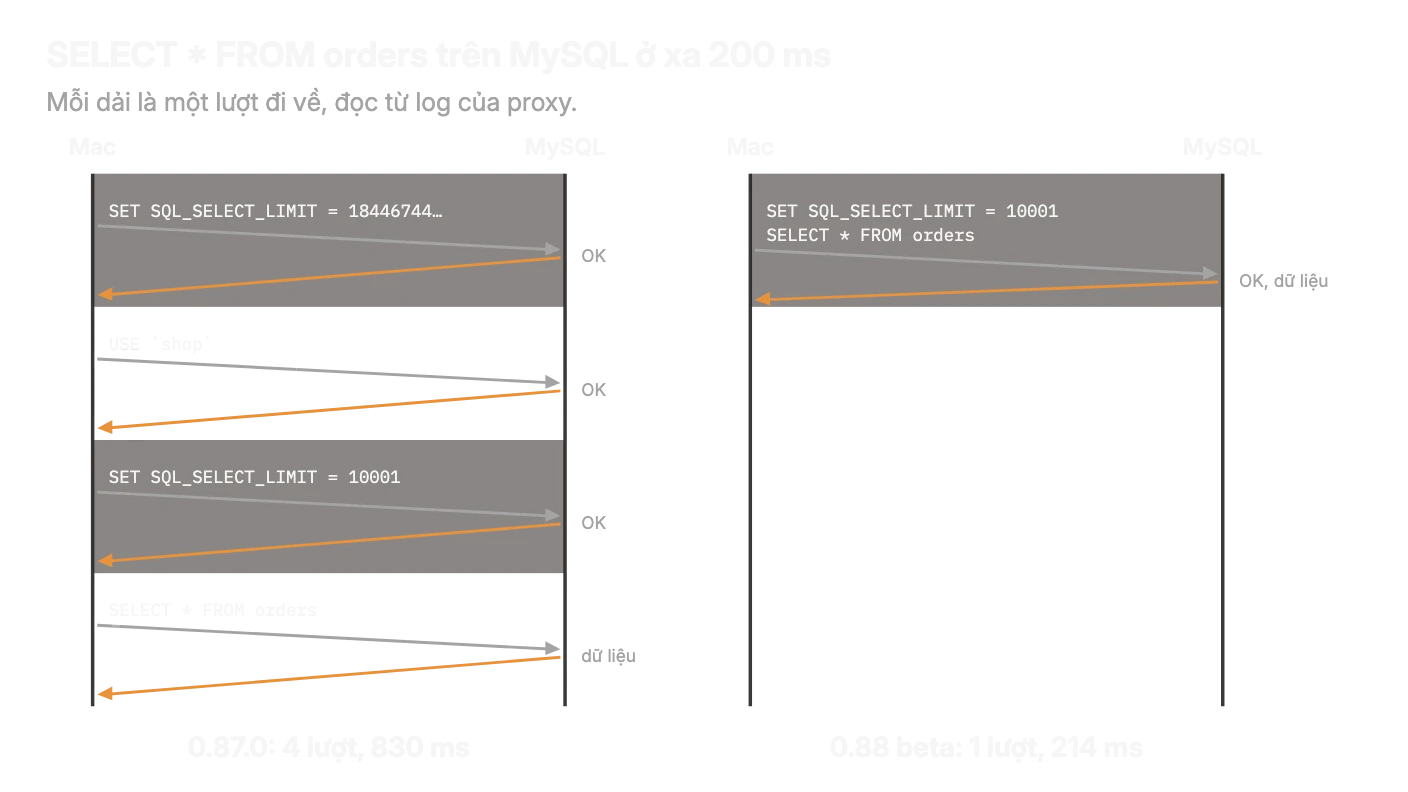 SELECT * FROM orders trên MySQL ở xa 200 ms
Mỗi dải là một lượt đi về, đọc từ log của proxy.
Mac
MySQL
SET SQL_SELECT_LIMIT = 18446744…
OK
USE `shop`
OK
SET SQL_SELECT_LIMIT = 10001
OK
SELECT * FROM orders
dữ liệu
0.87.0: 4 lượt, 830 ms
Mac
MySQL
SET SQL_SELECT_LIMIT = 10001
SELECT * FROM orders
OK, dữ liệu
0.88 beta: 1 lượt, 214 ms